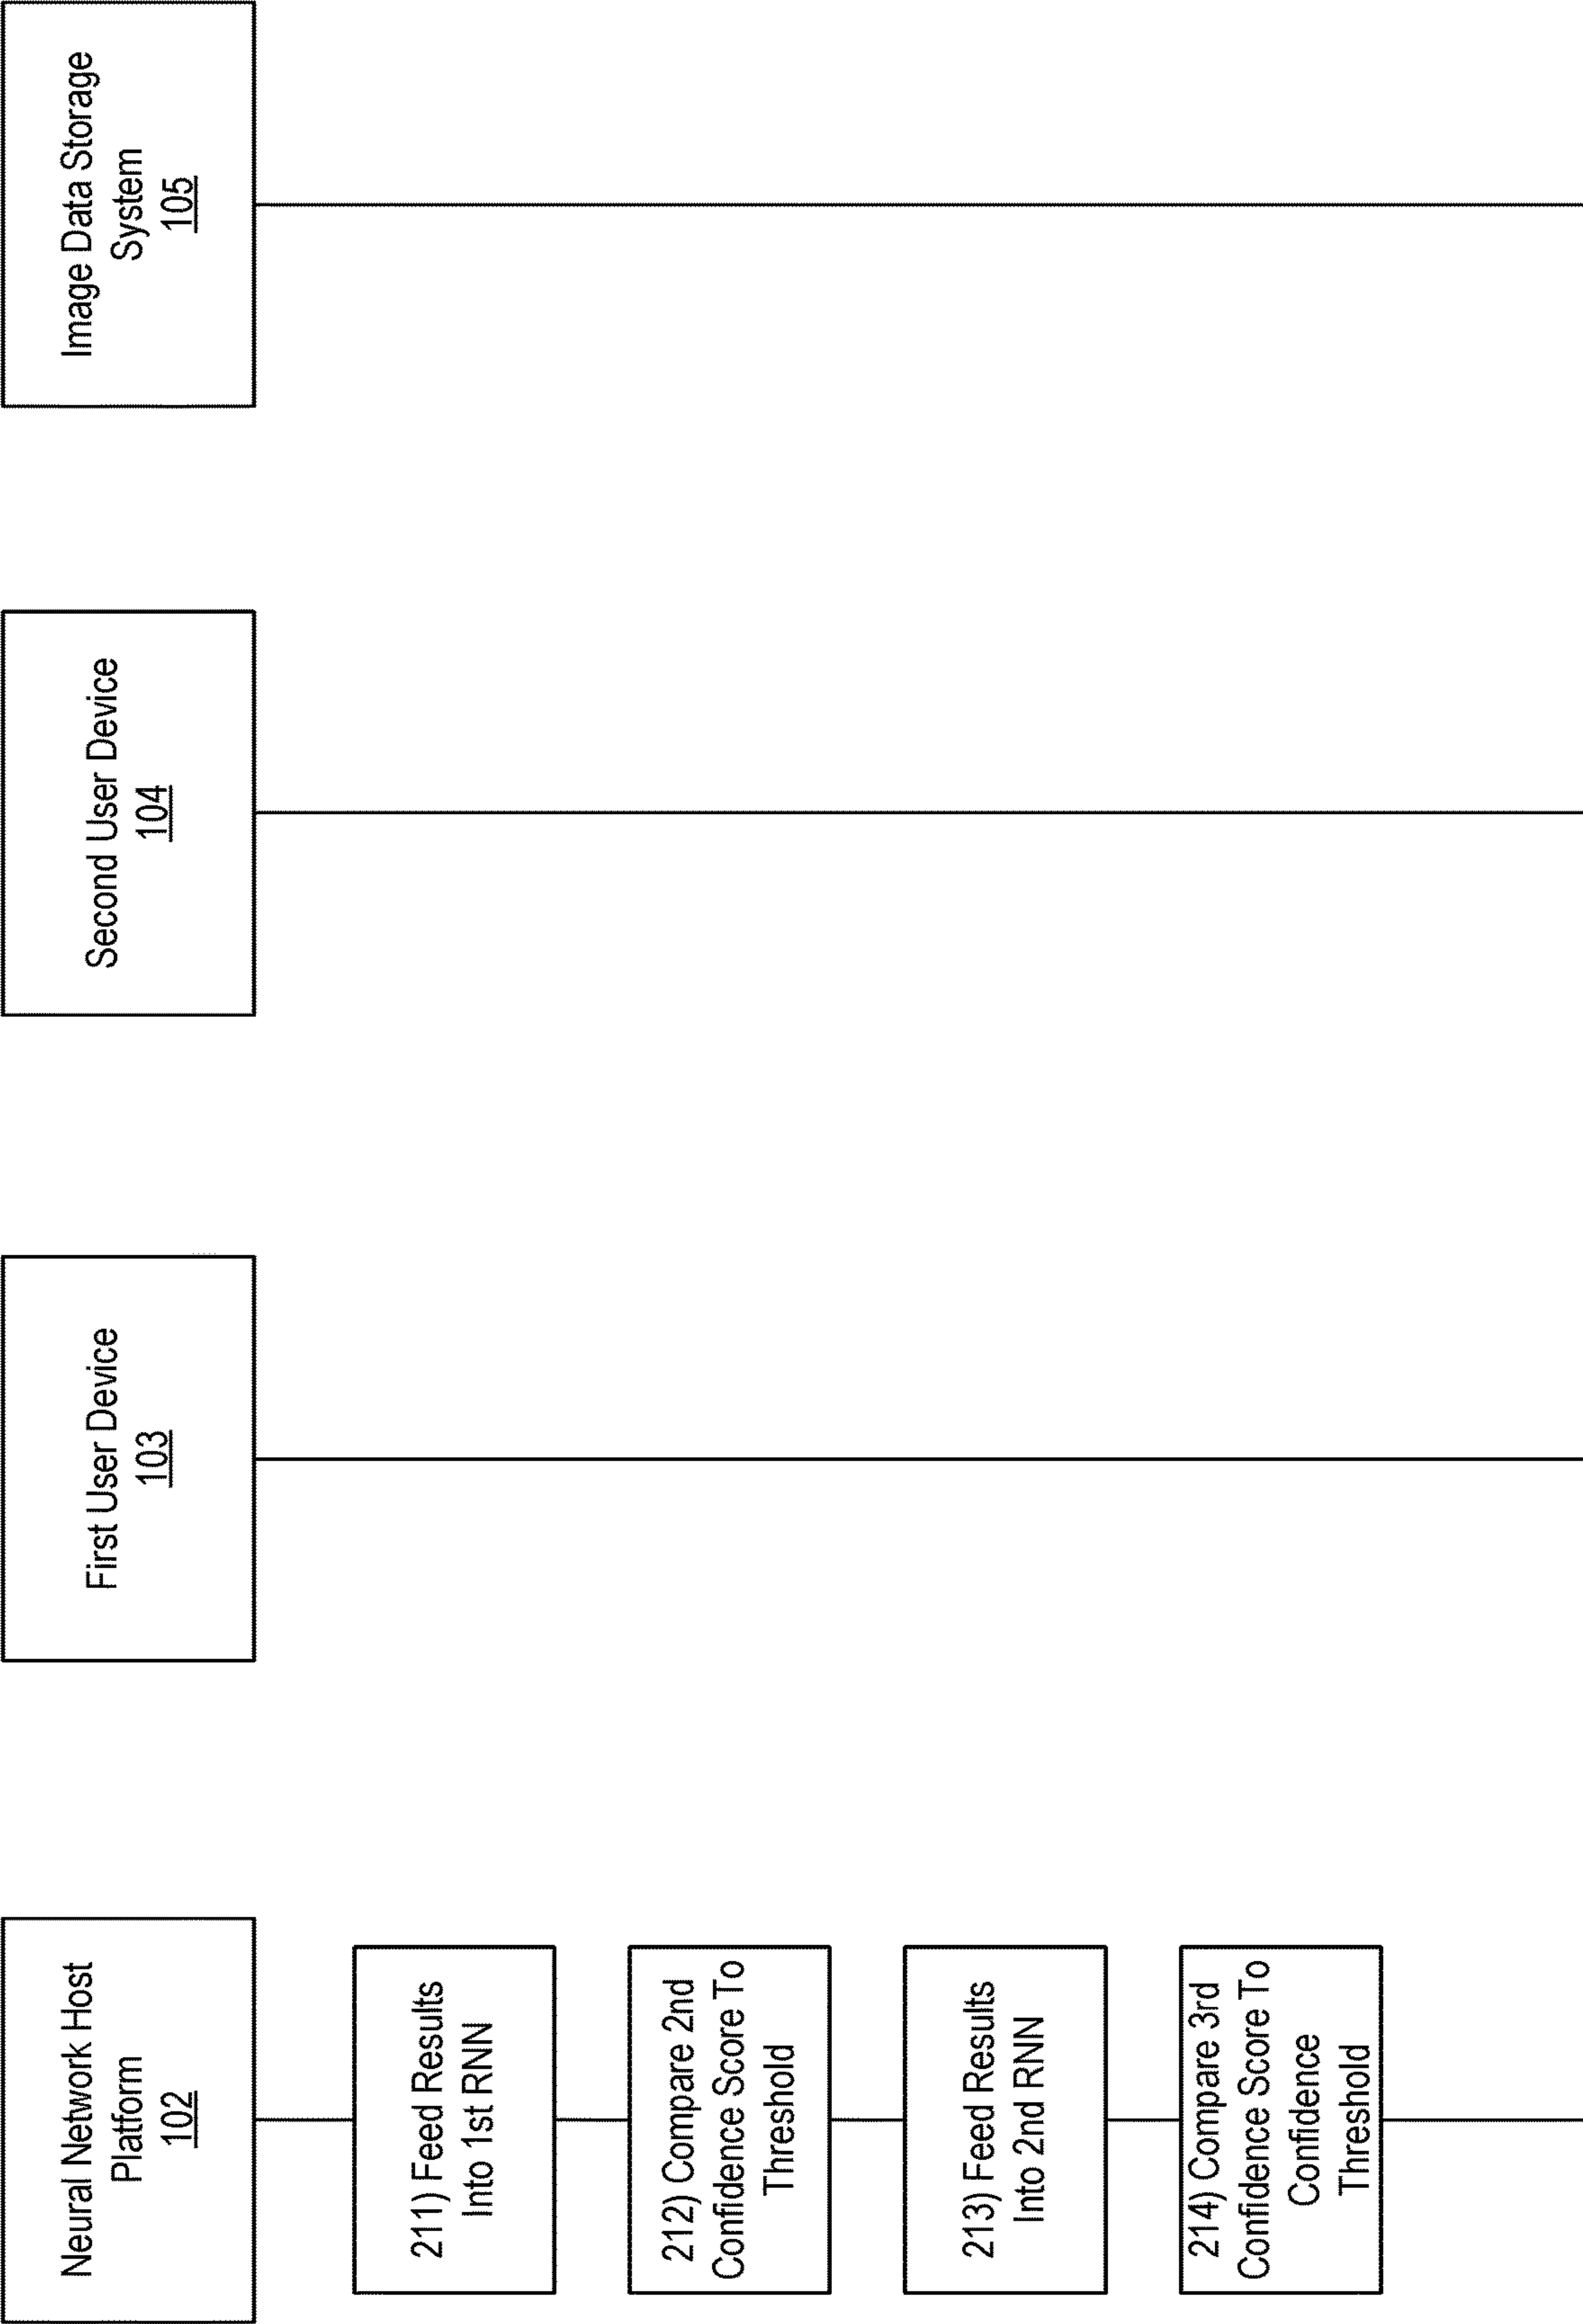 Neural Network Host
Platform
102
First User Device
103
Second User Device
104
Image Data Storage
System
105
211) Feed Results
Into 1st RNN
212) Compare 2nd
Confidence Score To
Threshold
213) Feed Results
Into 2nd RNN
214) Compare 3rd
Confidence Score To
Confidence
Threshold